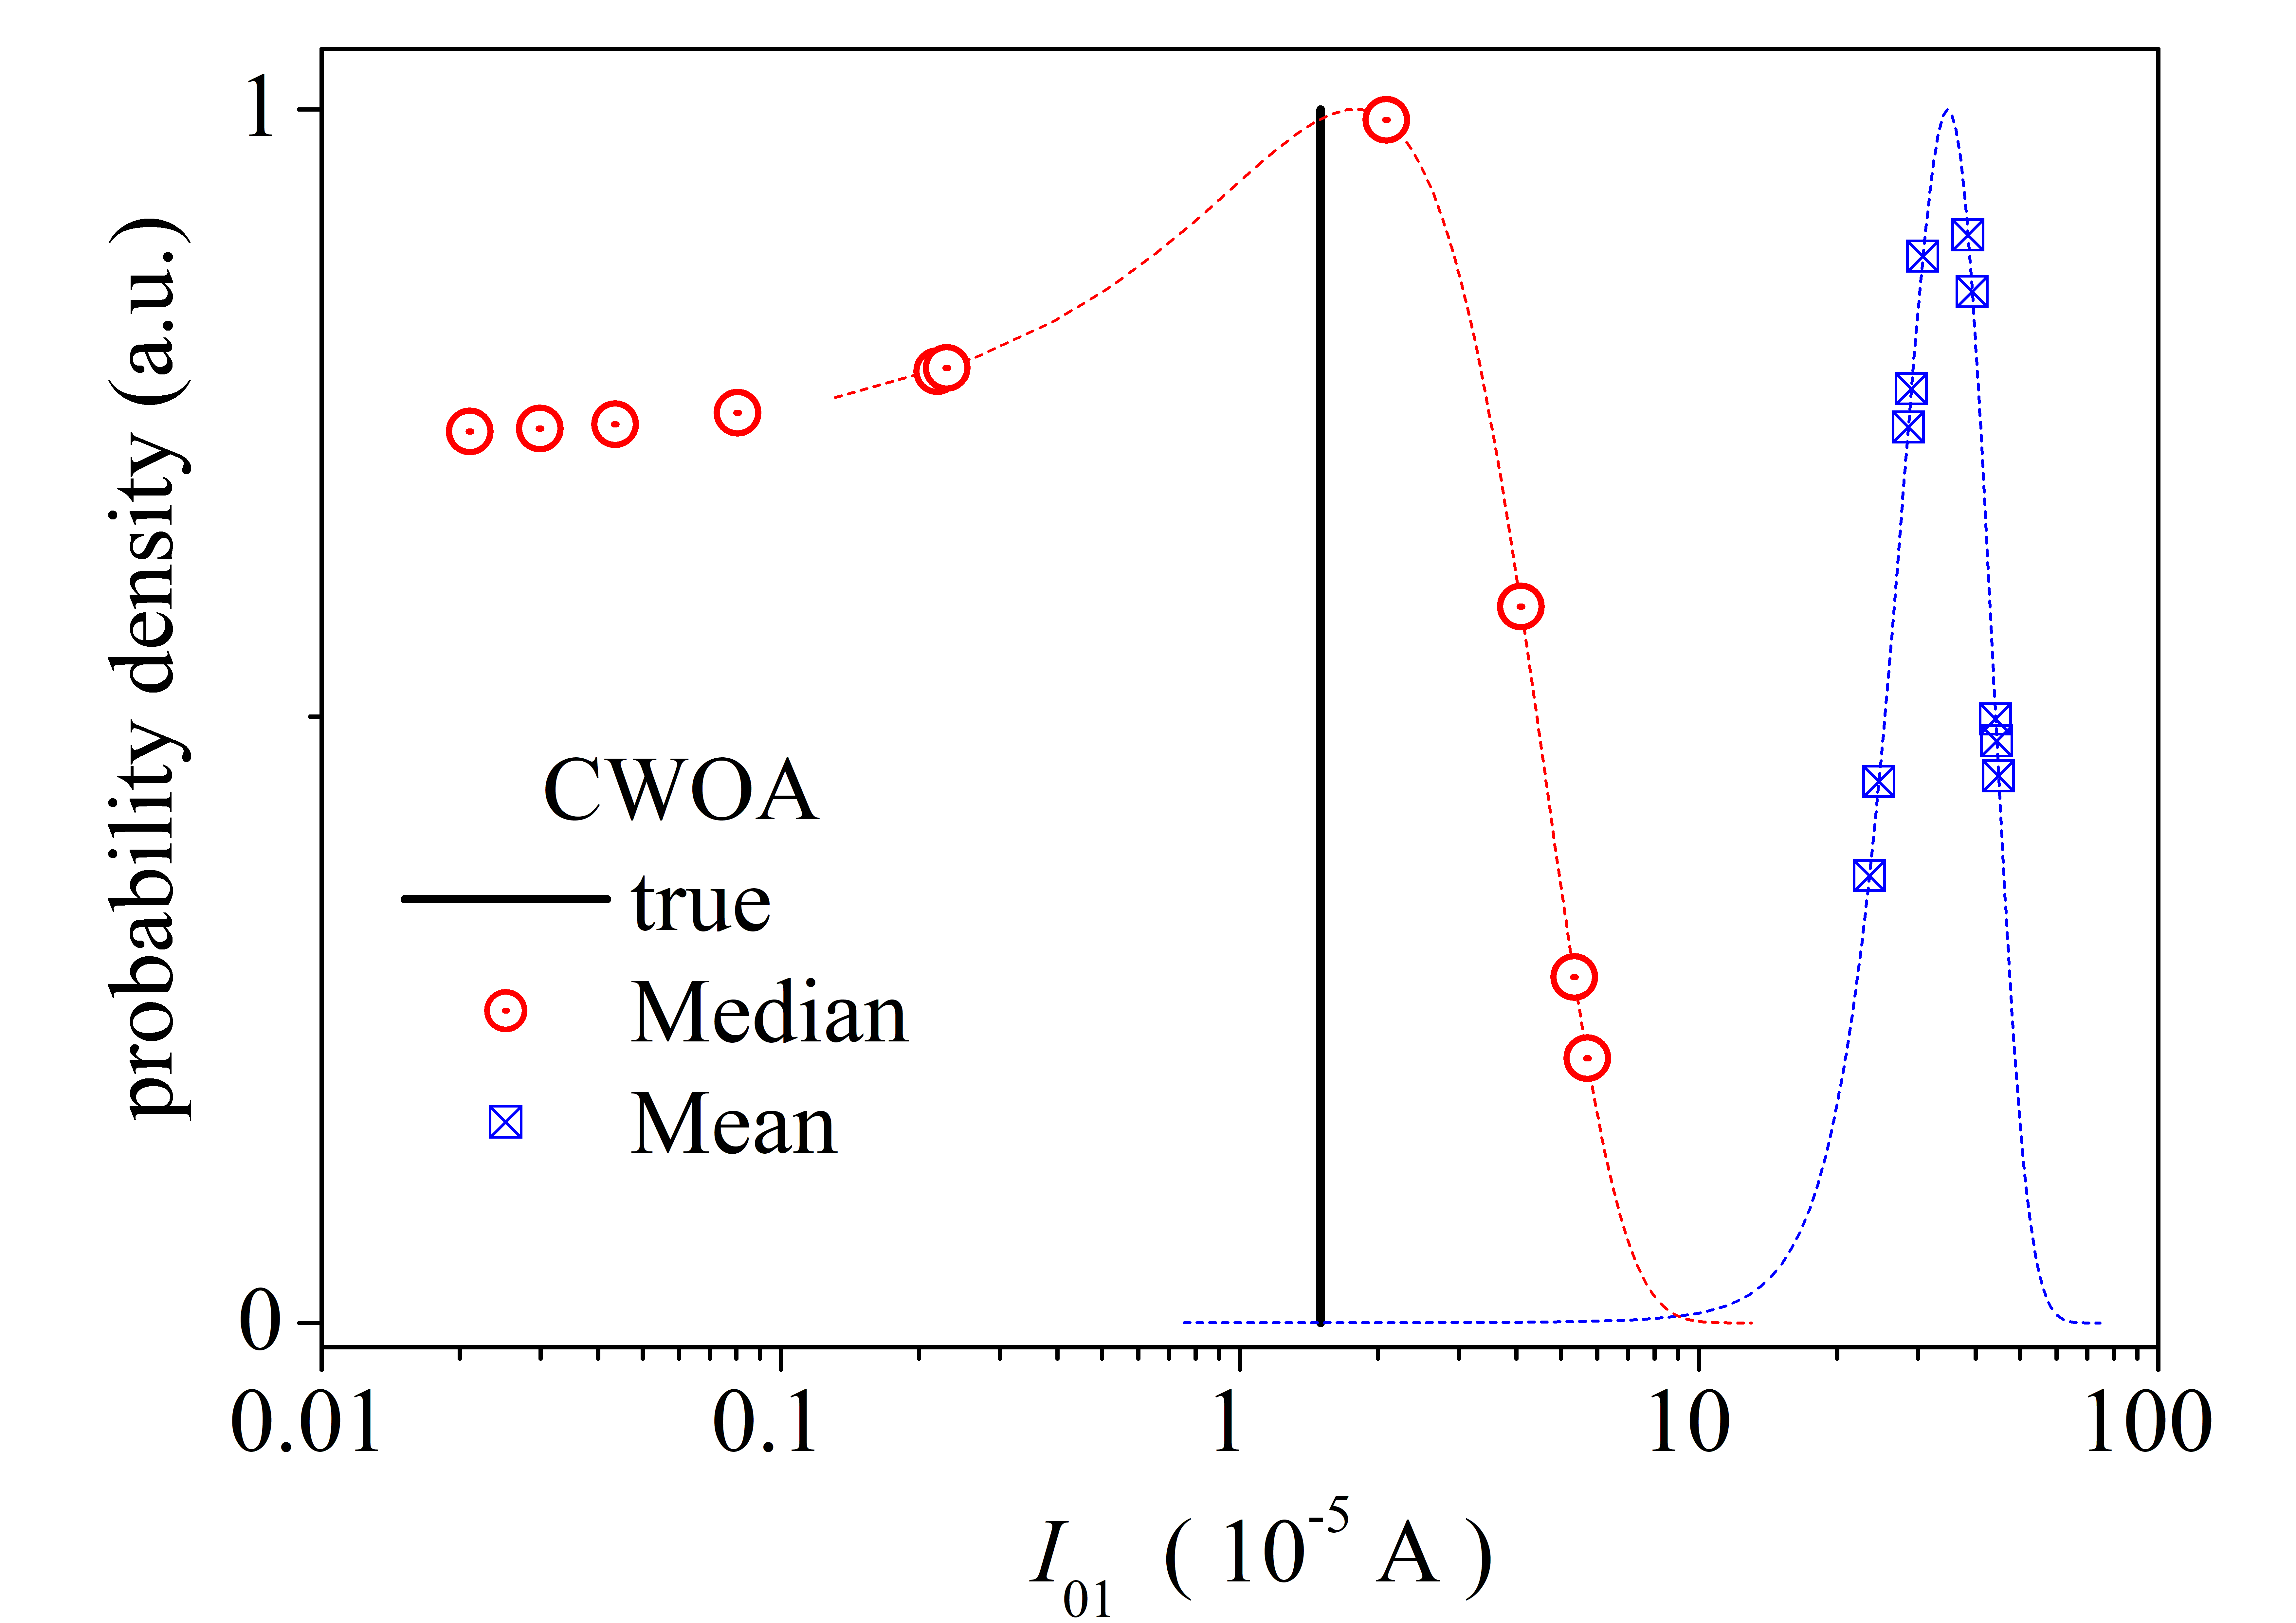 probability density (a.u.)
1
0
CWOA
true
Median
Mean
0.01 0.1 1 10 100
I01 ( 10-5 A )